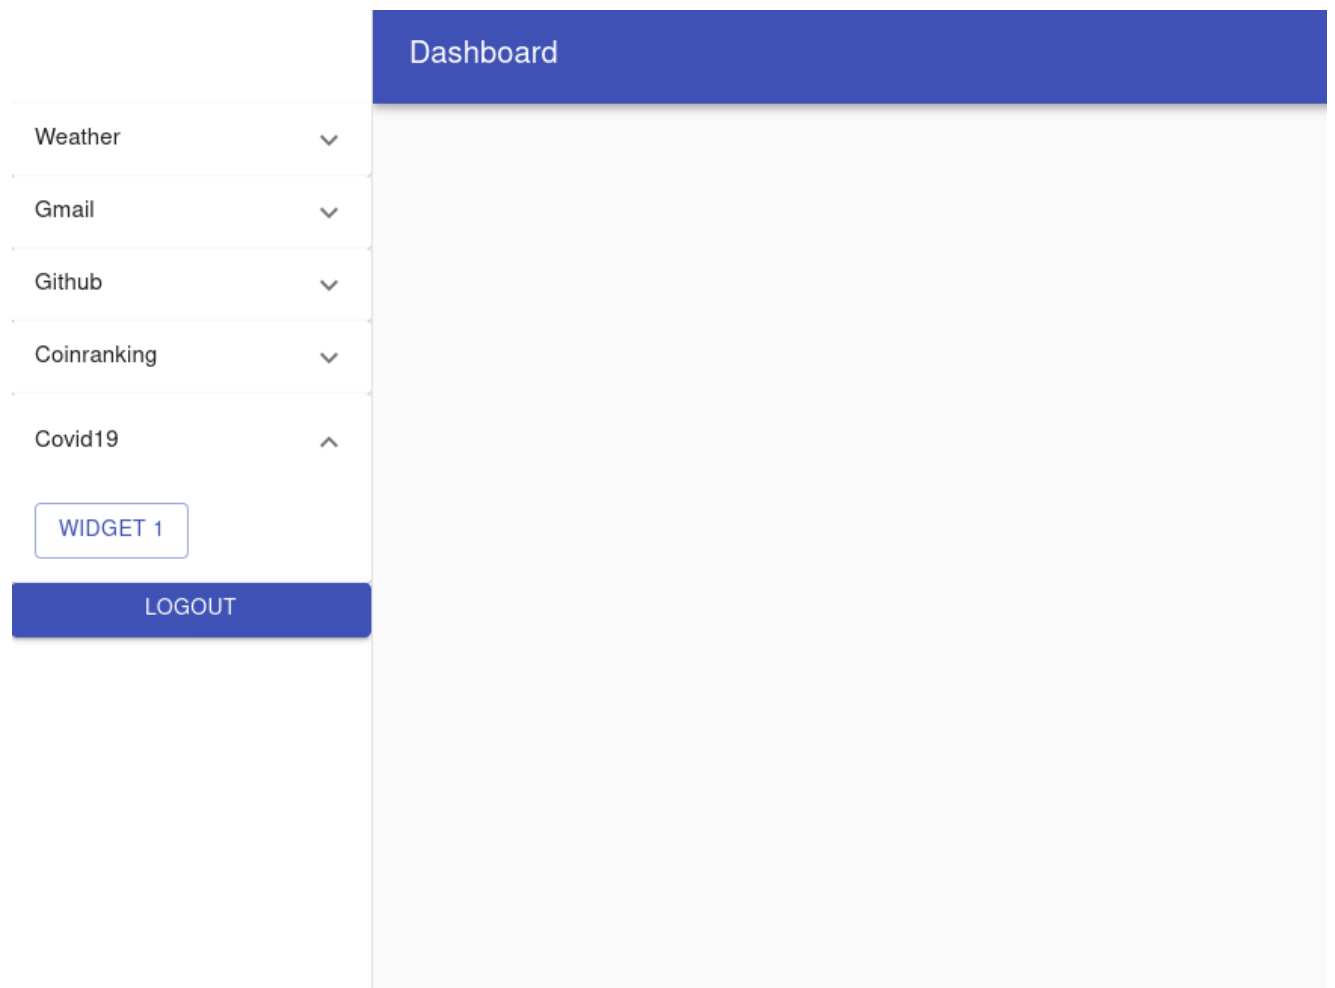 Dashboard
Weather
Gmail
Github
Coinranking
Covid19
WIDGET 1
LOGOUT